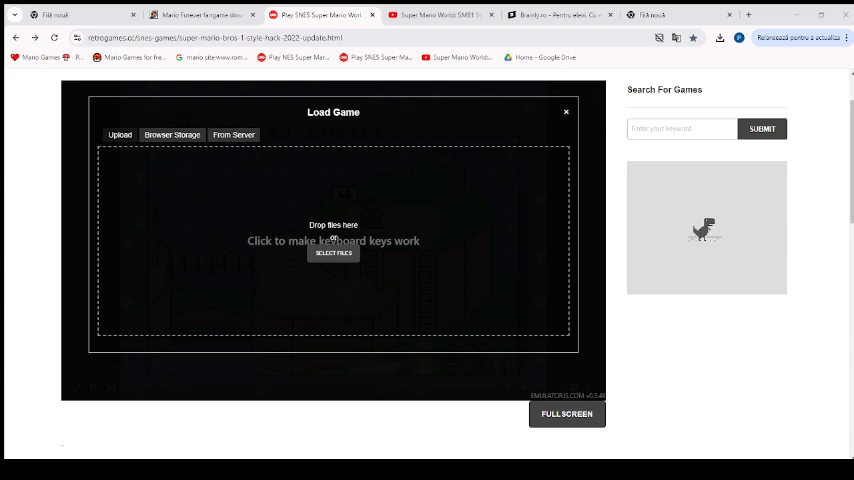 Filă nouă
Mario Forever fangame dow
Play SNES Super Mario Worl
Super Mario World: SMB1 St
Brainly.ro - Pentru elevi. Cu e
Filă nouă
retrogames.cc/snes-games/super-mario-bros-1-style-hack-2022-update.html
P
Relansează pentru a actualiza
Mario Games 🍄 - P...
Mario Games for fre...
mario site:www.rom...
Play NES Super Mar...
Play SNES Super Ma...
Super Mario World:...
Home - Google Drive
Load Game
×
Upload
Browser Storage
From Server
Drop files here
or
Click to make keyboard keys work
SELECT FILES
EMULATORJS.COM v0.5.48
FULLSCREEN
Search For Games
Enter your keyword
SUBMIT